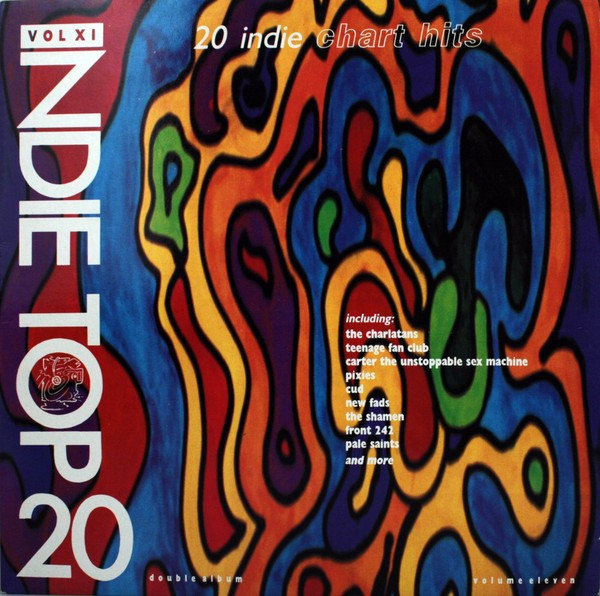 VOL XI
INDIE TOP 20
20 indie chart hits
including:
the charlatans
teenage fan club
carter the unstoppable sex machine
pixies
cud
new fads
the shamen
front 242
pale saints
and more
double album
volume eleven